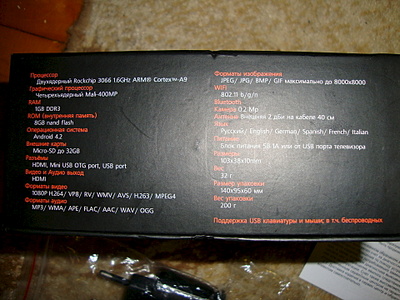 Процессор
Двухядерный Rockchip 3066 1.6GHz ARM® Cortex™-A9
Графический процессор
Четырехъядерный Mali-400MP
RAM
1GB DDR3
ROM (внутренняя память)
8GB nand Flash
Операционная система
Android 4.2
Внешние карты
Micro-SD до 32GB
Разъёмы
HDMI, Mini USB OTG port, USB port
Видео и Аудио выход
HDMI
Форматы видео
1080P H264/ VP8/ RV/ WMV/ AVS/ H263/ MPEG4
Форматы аудио
MP3/ WMA/ APE/ FLAC/ AAC/ WAV/ OGG
Форматы изображения
JPEG/ JPG/ BMP/ GIF максимально до 8000x8000
WIFI
802.11 b/g/n
Bluetooth
Камера 0.2 Mp
Антенна Внешняя 2 дби на кабеле 40 см
Язык
Русский/ English/ German/ Spanish/ French/ Italian
Питание
Блок питания 5В 1А или от USB порта телевизора
Размеры
103x38x10mm
Вес
32 г
Размер упаковки
140x95x60 мм
Вес упаковки
200 г
Поддержка USB клавиатуры и мыши, в т.ч. беспроводных